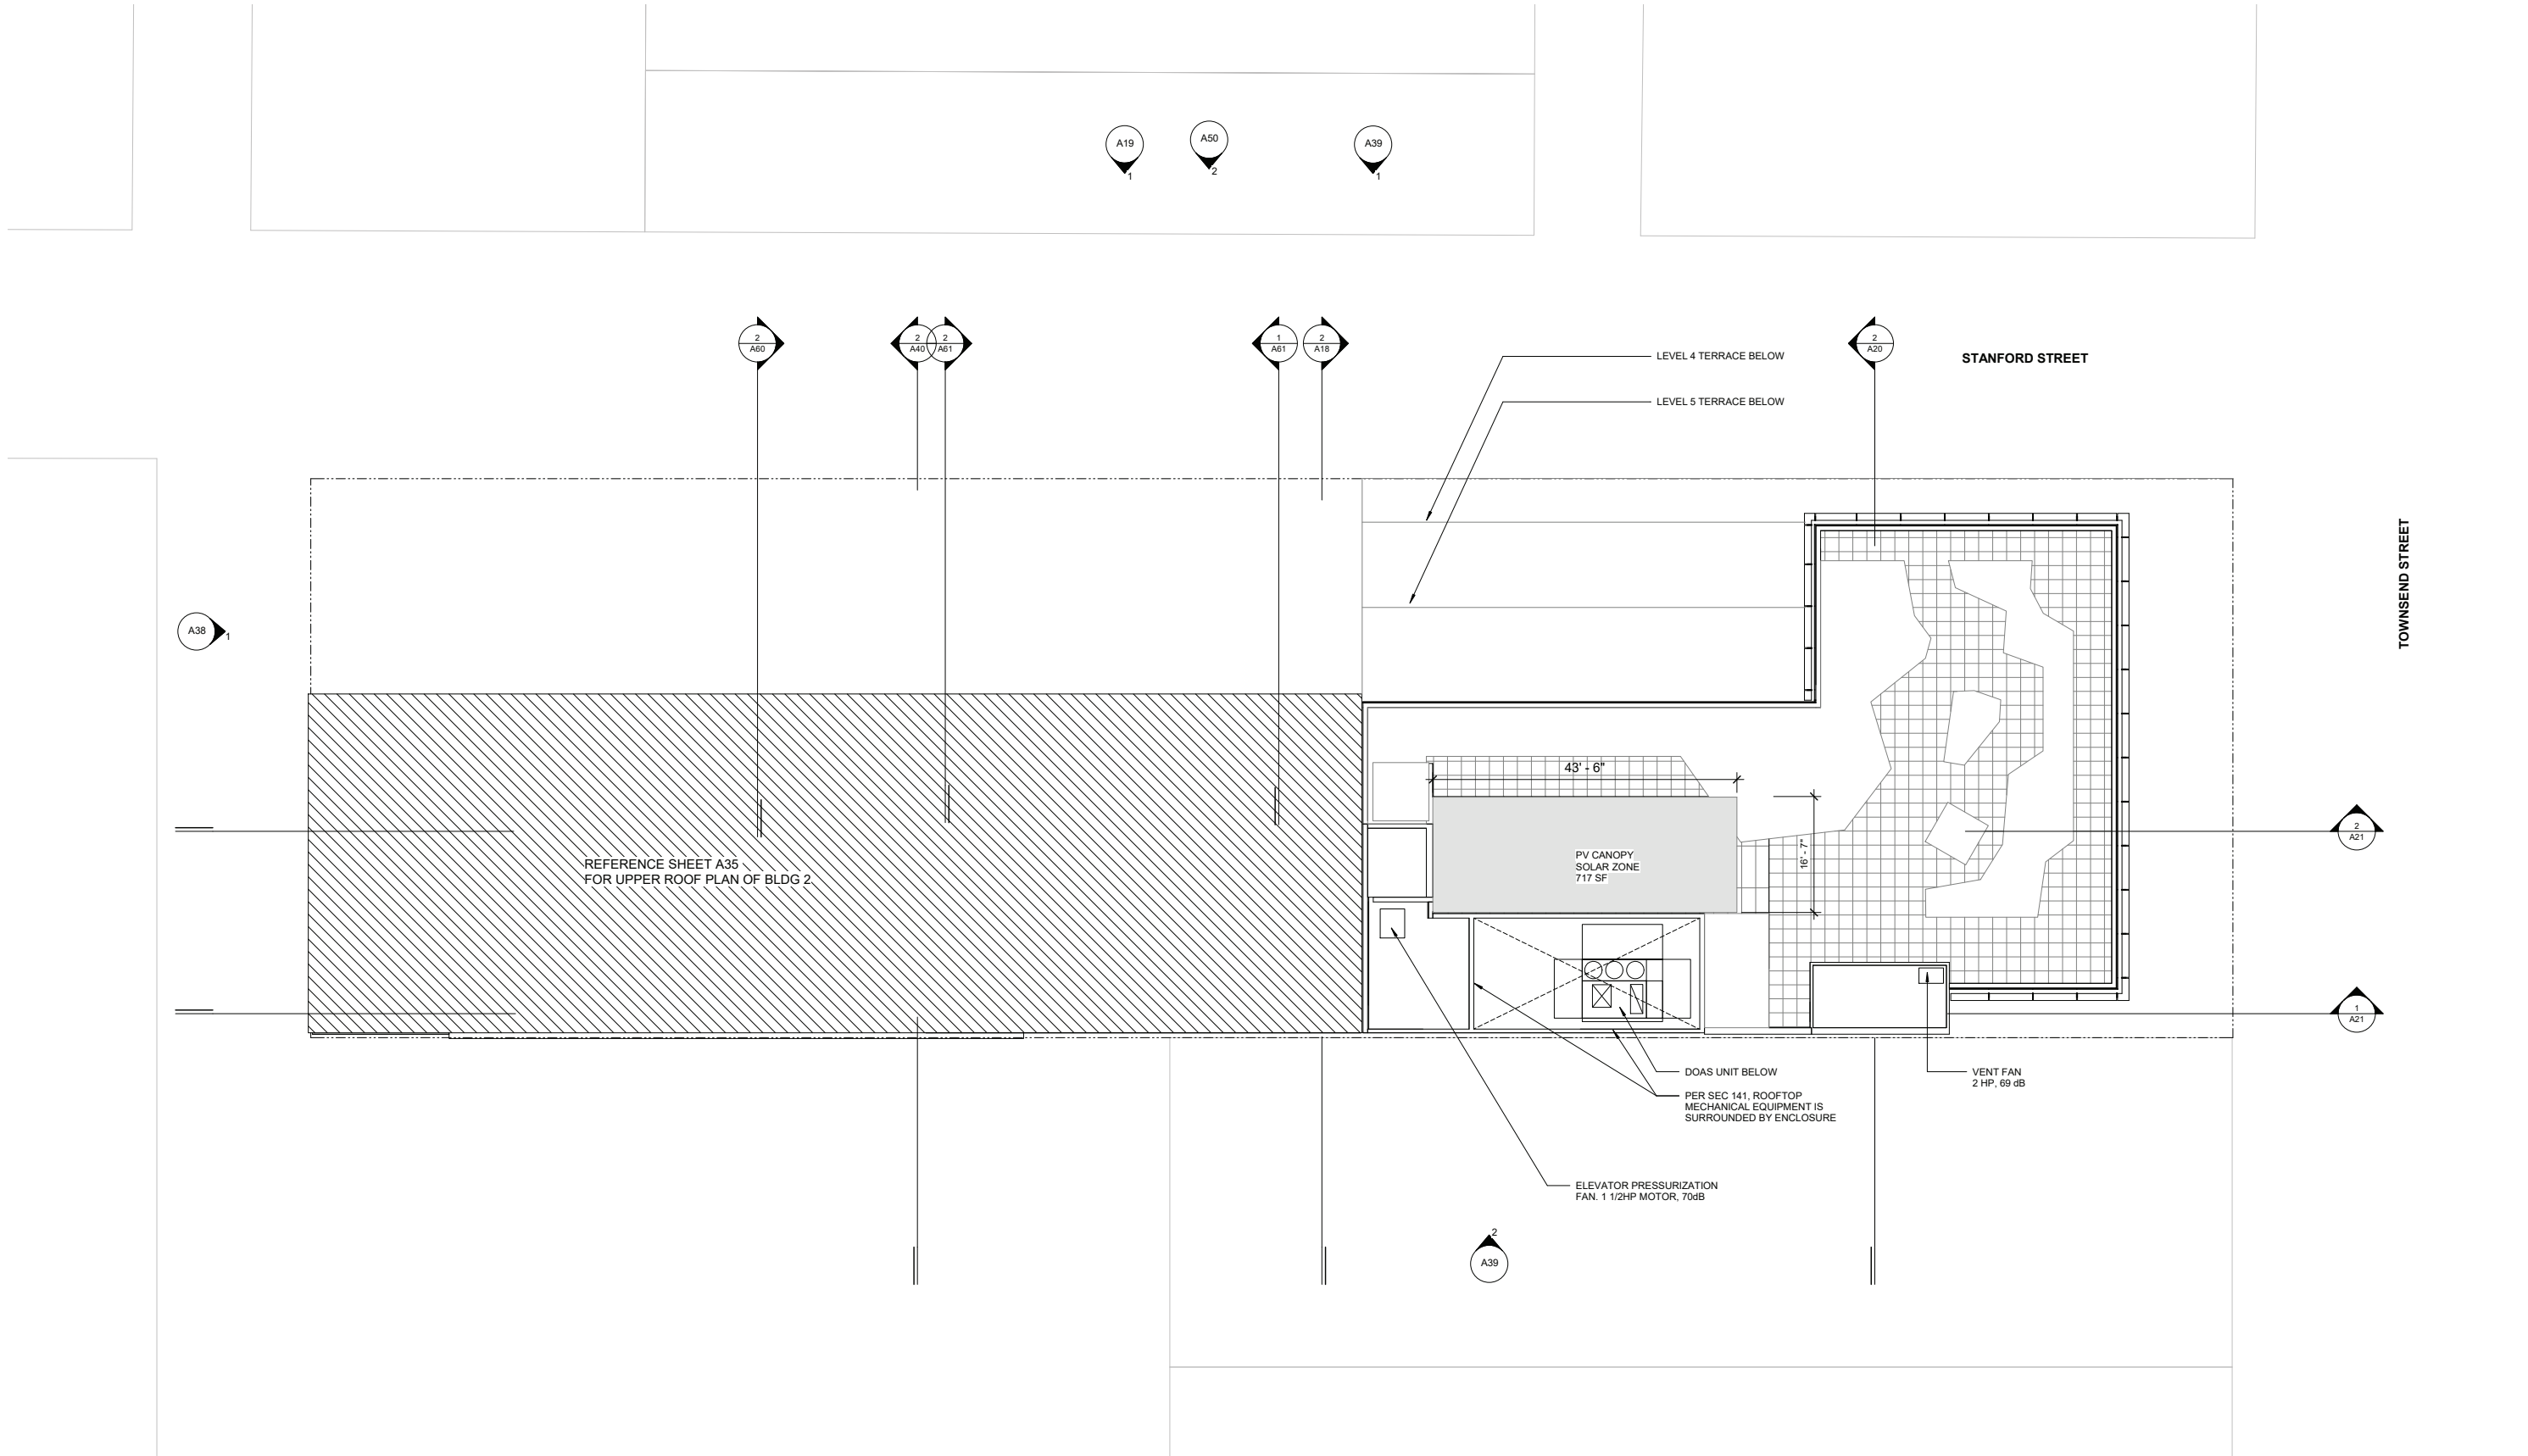 A19
1
A50
2
A39
1
2
A60
2
A40
2
A61
1
A61
2
A18
2
A20
STANFORD STREET
LEVEL 4 TERRACE BELOW
LEVEL 5 TERRACE BELOW
TOWNSEND STREET
A38
1
43' - 6"
16' - 7"
PV CANOPY
SOLAR ZONE
717 SF
REFERENCE SHEET A35
FOR UPPER ROOF PLAN OF BLDG 2
2
A21
1
A21
DOAS UNIT BELOW
PER SEC 141, ROOFTOP
MECHANICAL EQUIPMENT IS
SURROUNDED BY ENCLOSURE
VENT FAN
2 HP, 69 dB
ELEVATOR PRESSURIZATION
FAN. 1 1/2HP MOTOR, 70dB
2
A39